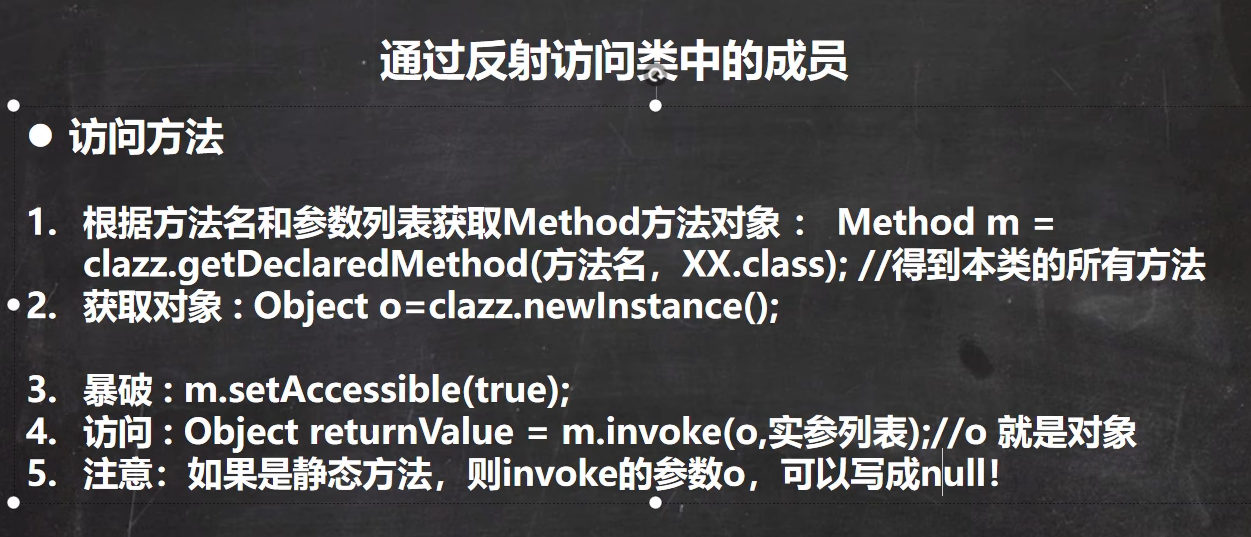 通过反射访问类中的成员
● 访问方法
1. 根据方法名和参数列表获取Method方法对象： Method m =
clazz.getDeclaredMethod(方法名，XX.class); //得到本类的所有方法
2. 获取对象 : Object o=clazz.newInstance();
3. 暴破 : m.setAccessible(true);
4. 访问 : Object returnValue = m.invoke(o,实参列表);//o 就是对象
5. 注意：如果是静态方法，则invoke的参数o，可以写成null！